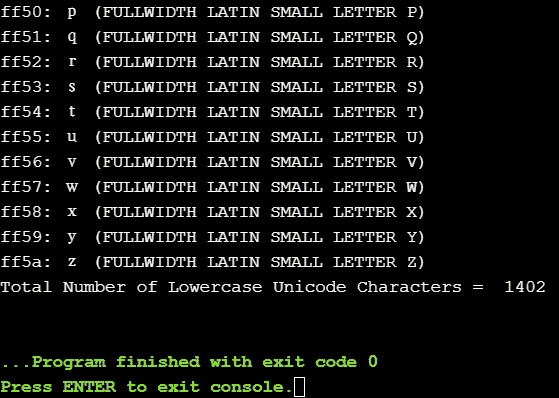 ff50: ｐ (FULLWIDTH LATIN SMALL LETTER P)
ff51: ｑ (FULLWIDTH LATIN SMALL LETTER Q)
ff52: ｒ (FULLWIDTH LATIN SMALL LETTER R)
ff53: ｓ (FULLWIDTH LATIN SMALL LETTER S)
ff54: ｔ (FULLWIDTH LATIN SMALL LETTER T)
ff55: ｕ (FULLWIDTH LATIN SMALL LETTER U)
ff56: ｖ (FULLWIDTH LATIN SMALL LETTER V)
ff57: ｗ (FULLWIDTH LATIN SMALL LETTER W)
ff58: ｘ (FULLWIDTH LATIN SMALL LETTER X)
ff59: ｙ (FULLWIDTH LATIN SMALL LETTER Y)
ff5a: ｚ (FULLWIDTH LATIN SMALL LETTER Z)
Total Number of Lowercase Unicode Characters =  1402
...Program finished with exit code 0
Press ENTER to exit console.